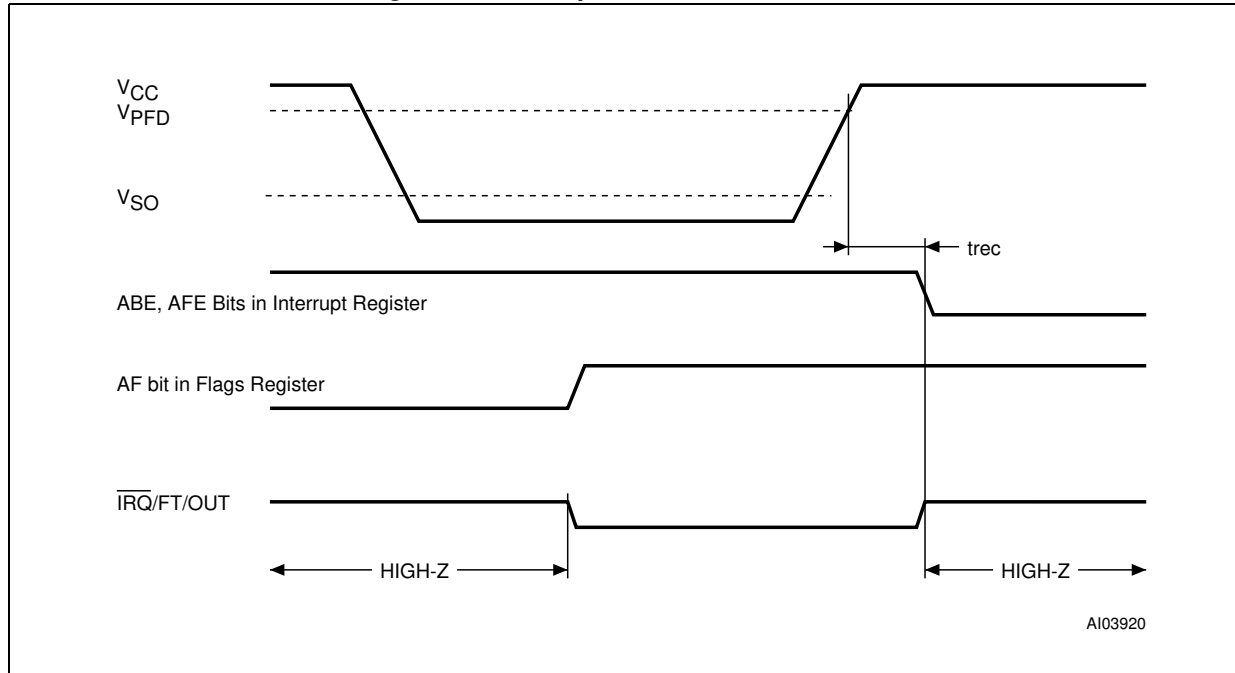 VCC
VPFD
VSO
trec
ABE, AFE Bits in Interrupt Register
AF bit in Flags Register
IRQ/FT/OUT
HIGH-Z
HIGH-Z
AI03920